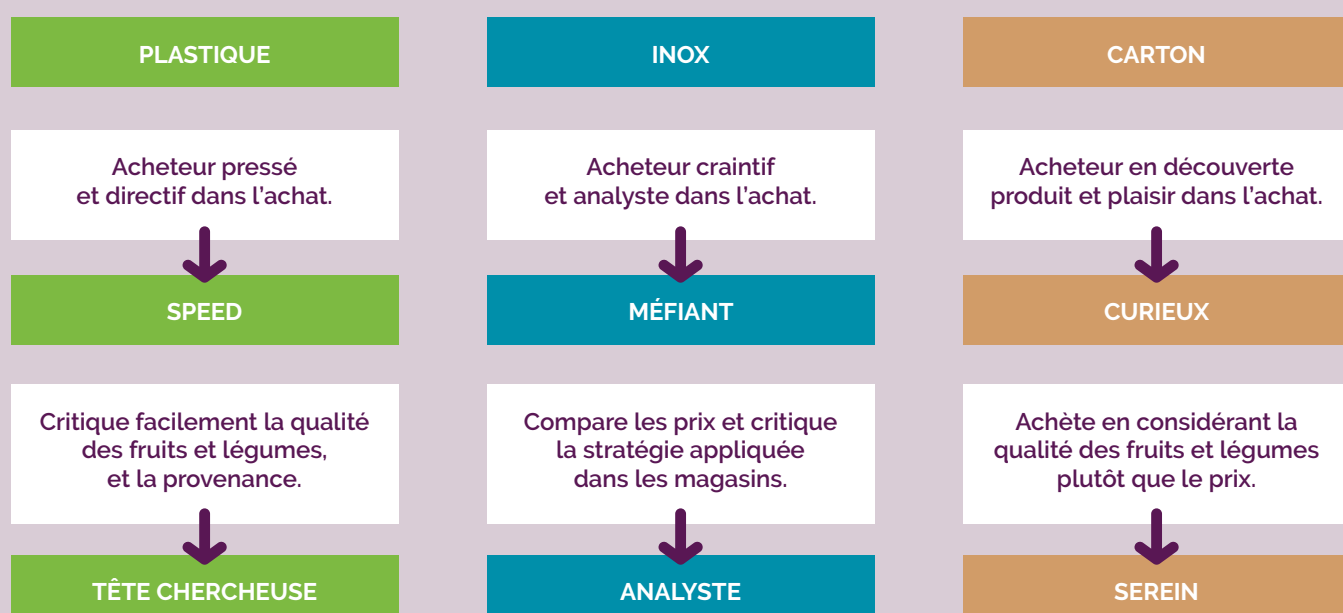 PLASTIQUE
INOX
CARTON
Acheteur pressé
et directif dans l’achat.
Acheteur craintif
et analyste dans l’achat.
Acheteur en découverte
produit et plaisir dans l’achat.
SPEED
MÉFIANT
CURIEUX
Critique facilement la qualité
des fruits et légumes,
et la provenance.
Compare les prix et critique
la stratégie appliquée
dans les magasins.
Achète en considérant la
qualité des fruits et légumes
plutôt que le prix.
TÊTE CHERCHEUSE
ANALYSTE
SEREIN